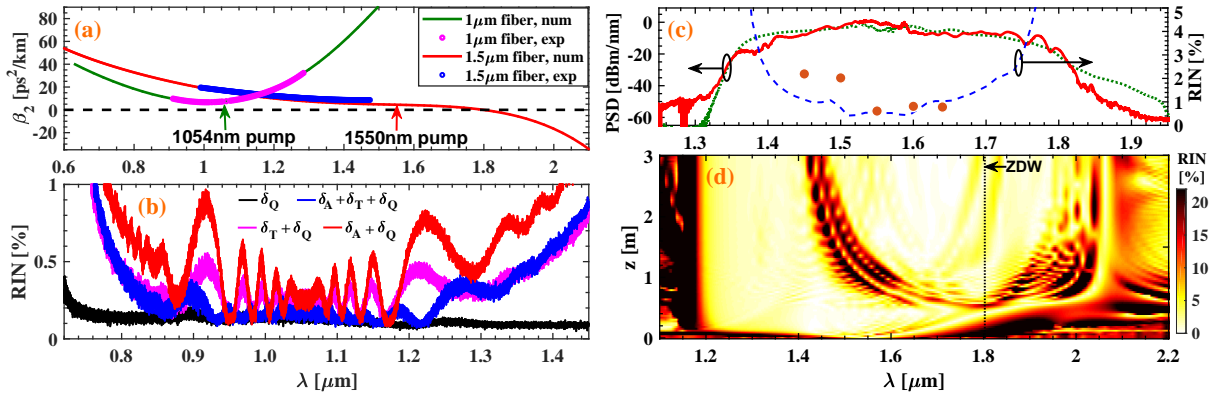 (a)
β₂ [ps²/km]
80
60
40
20
0
-20
1μm fiber, num
1μm fiber, exp
1.5μm fiber, num
1.5μm fiber, exp
1054nm pump
1550nm pump
0.6 0.8 1 1.2 1.4 1.6 1.8 2
(b)
RIN [%]
1
0.5
0
δQ
δA + δT + δQ
δT + δQ
δA + δQ
0.8 0.9 1.0 1.1 1.2 1.3 1.4
λ [μm]
(c)
PSD [dBm/nm]
0
-20
-40
-60
5
4
3
2
1
0
RIN [%]
1.3 1.4 1.5 1.6 1.7 1.8 1.9
(d)
z [m]
3
2
1
0
ZDW
1.2 1.4 1.6 1.8 2 2.2
λ [μm]
RIN
[%]
20
15
10
5
0